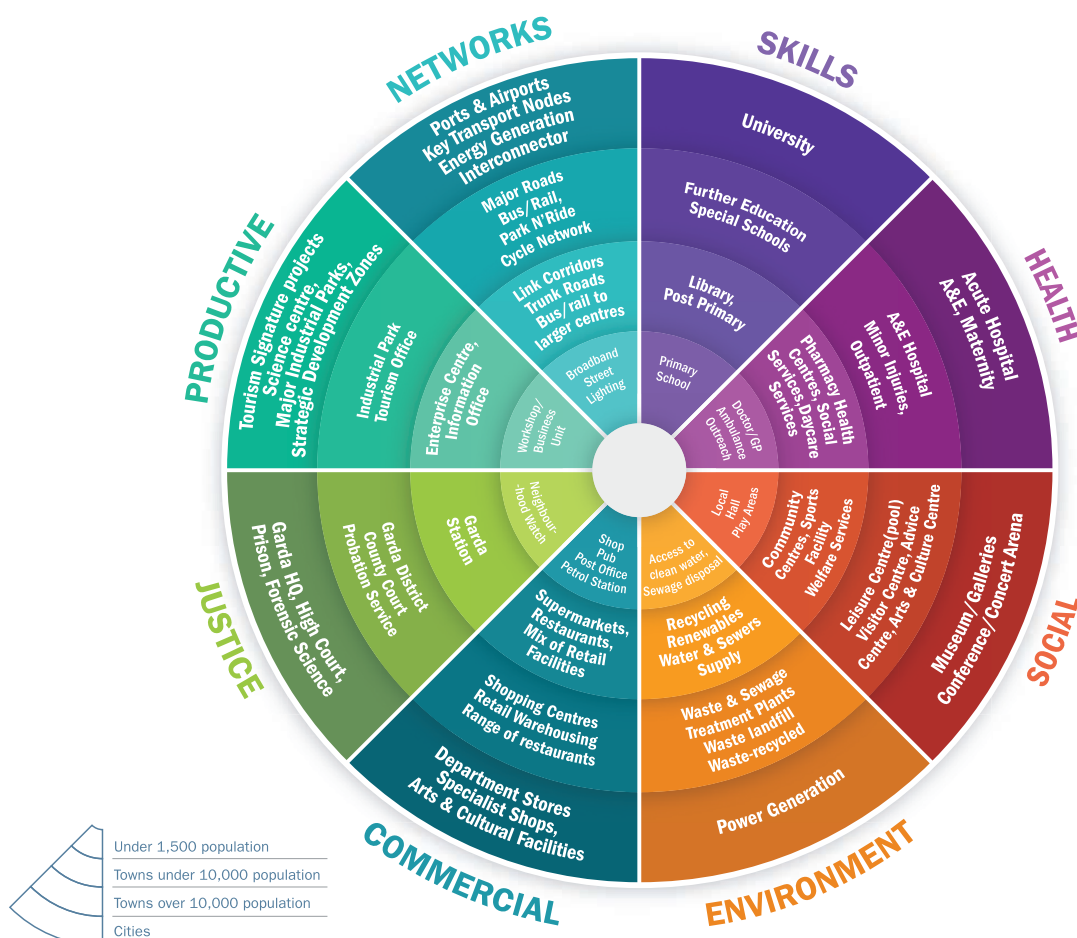 NETWORKS
Ports & Airports
Key Transport Nodes
Energy Generation
Interconnector
Major Roads
Bus/Rail,
Park N'Ride
Cycle Network
Link Corridors
Trunk Roads
Bus/rail to
larger centres
Broadband
Street
Lighting
SKILLS
University
Further Education
Special Schools
Library,
Post Primary
Primary
School
HEALTH
Acute Hospital
A&E, Maternity
A&E Hospital
Minor Injuries,
Outpatient
Pharmacy Health
Centres, Social
Services,Daycare
Services
Doctor/GP
Ambulance
Outreach
SOCIAL
Local
Hall
Play Areas
Community
Centres, Sports
Facility
Welfare Services
Leisure Centre(pool)
Visitor Centre, Advice
Centre, Arts & Culture Centre
Museum/Galleries
Conference/Concert Arena
ENVIRONMENT
Access to
clean water,
Sewage disposal
Recycling
Renewables
Water & Sewers
Supply
Waste & Sewage
Treatment Plants
Waste landfill
Waste-recycled
Power Generation
COMMERCIAL
Shop
Pub
Post Office
Petrol Station
Supermarkets,
Restaurants,
Mix of Retail
Facilities
Shopping Centres
Retail Warehousing
Range of restaurants
Department Stores
Specialist Shops,
Arts & Cultural Facilities
JUSTICE
Neighbour-
-hood Watch
Garda
Station
Garda District
County Court
Probation Service
Garda HQ, High Court,
Prison, Forensic Science
PRODUCTIVE
Tourism Signature projects
Science centre,
Major Industrial Parks,
Strategic Development Zones
Industrial Park
Tourism Office
Enterprise Centre,
Information
Office
Workshop/
Business
Unit
Under 1,500 population
Towns under 10,000 population
Towns over 10,000 population
Cities